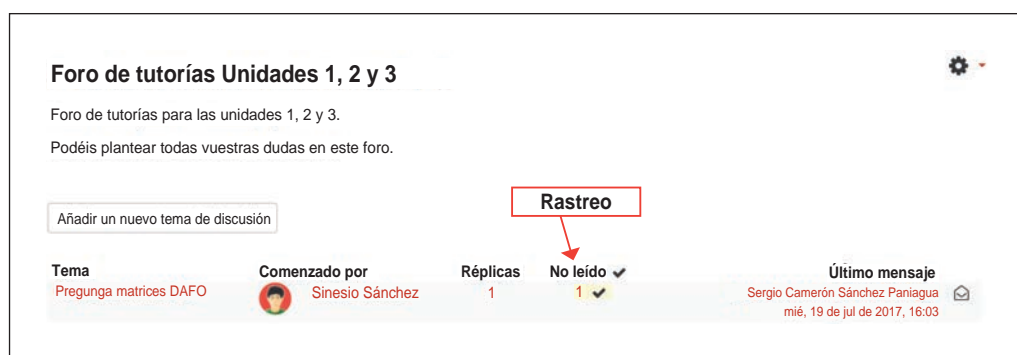 Foro de tutorías Unidades 1, 2 y 3
Foro de tutorías para las unidades 1, 2 y 3.
Podéis plantear todas vuestras dudas en este foro.
Rastreo
Añadir un nuevo tema de discusión
Tema Comenzado por Réplicas No leído Último mensaje
Pregunga matrices DAFO Sinesio Sánchez 1 1 Sergio Camerón Sánchez Paniagua
mié, 19 de jul de 2017, 16:03